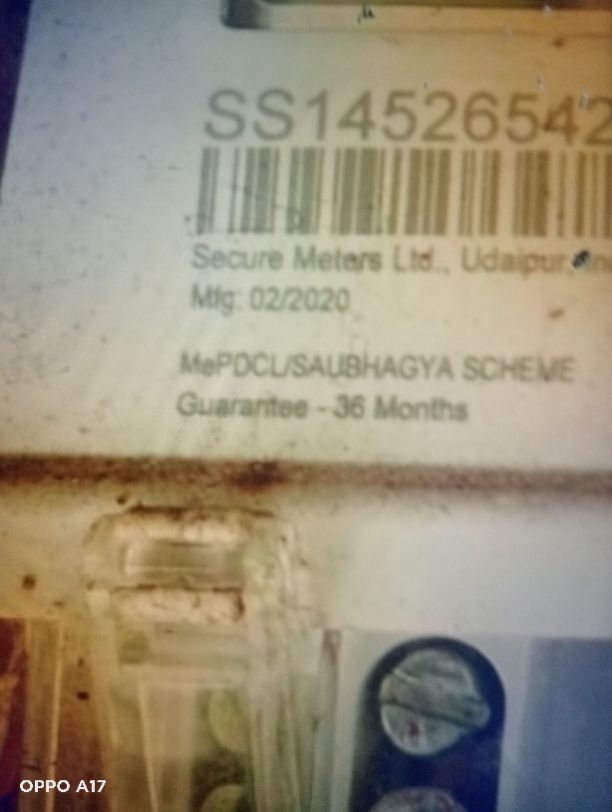 SS14526542
Secure Meters Ltd., Udaipur
Mfg: 02/2020
MePDCL/SAUBHAGYA SCHEME
Guarantee - 36 Months
OPPO A17